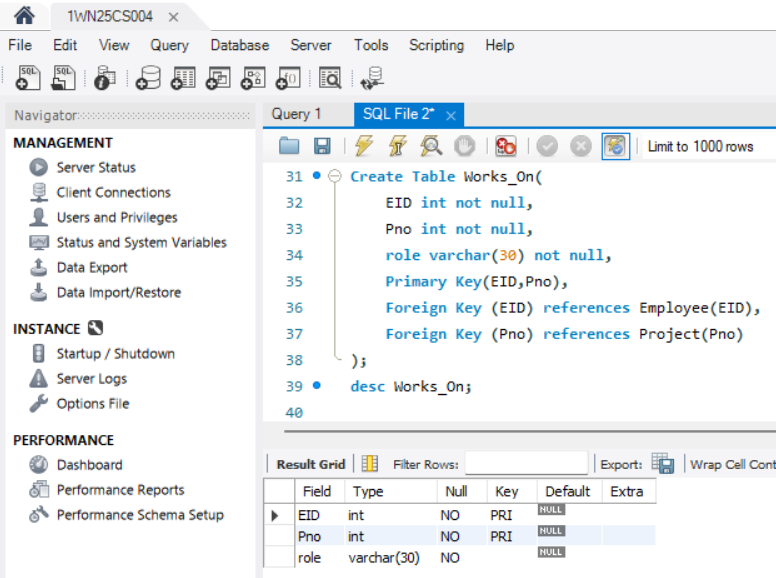 1WN25CS004 ×
File Edit View Query Database Server Tools Scripting Help
Navigator
MANAGEMENT
Server Status
Client Connections
Users and Privileges
Status and System Variables
Data Export
Data Import/Restore
INSTANCE
Startup / Shutdown
Server Logs
Options File
PERFORMANCE
Dashboard
Performance Reports
Performance Schema Setup
Query 1 SQL File 2* ×
Limit to 1000 rows
31 Create Table Works_On(
32 EID int not null,
33 Pno int not null,
34 role varchar(30) not null,
35 Primary Key(EID,Pno),
36 Foreign Key (EID) references Employee(EID),
37 Foreign Key (Pno) references Project(Pno)
38 );
39 desc Works_On;
40
Result Grid Filter Rows: Export: Wrap Cell Cont
Field Type Null Key Default Extra
EID int NO PRI NULL
Pno int NO PRI NULL
role varchar(30) NO NULL